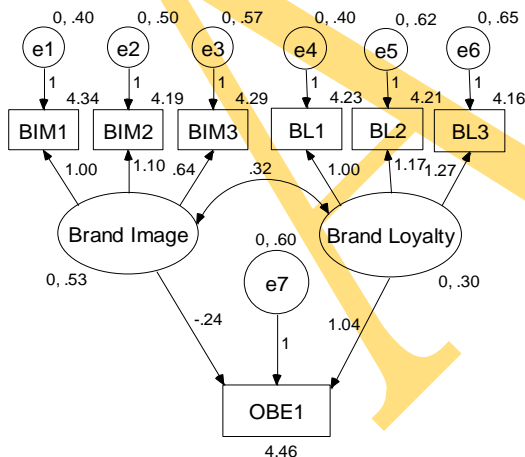 0, .40 0, .50 0, .57 0, .40 0, .62 0, .65
e1 e2 e3 e4 e5 e6
1 1 1 1 1 1
4.34 4.19 4.29 4.23 4.21 4.16
BIM1 BIM2 BIM3 BL1 BL2 BL3
1.00 1.10 .64 .32 1.00 1.17 1.27
Brand Image Brand Loyalty
0, .53 0, .60 0, .30
e7
-.24 1 1.04
OBE1
4.46